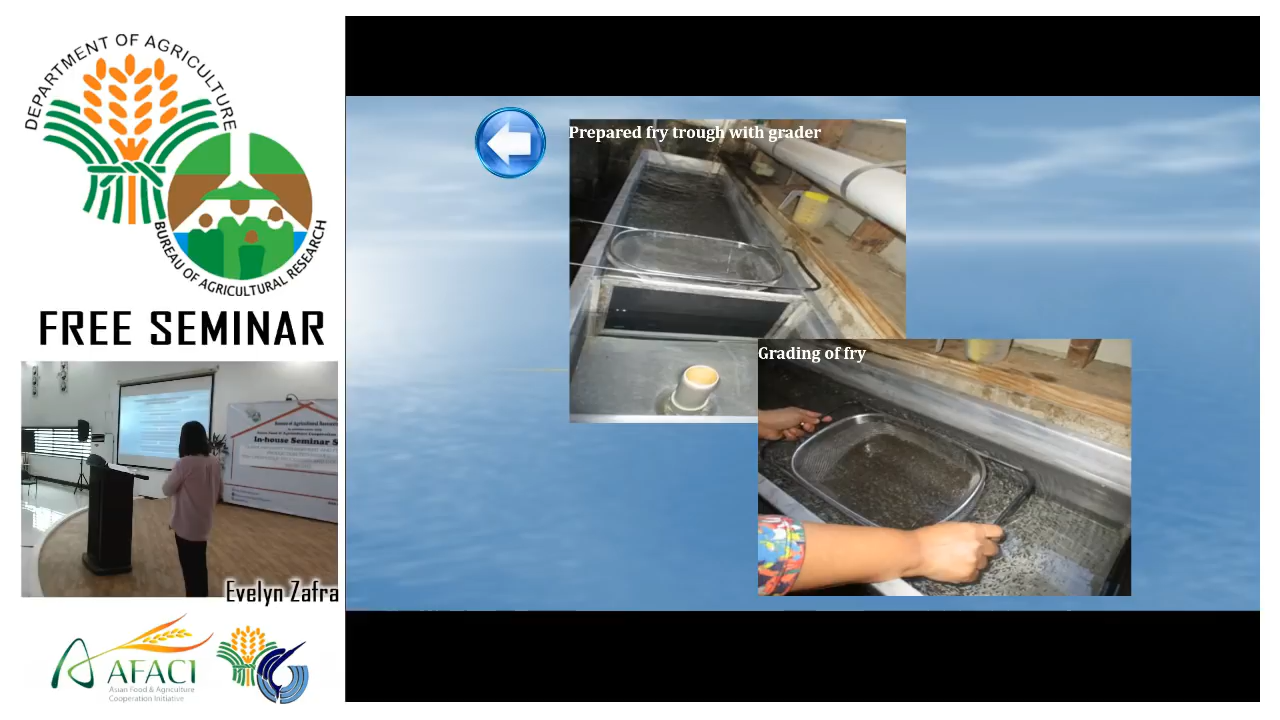 DEPARTMENT OF AGRICULTURE
BUREAU OF AGRICULTURAL RESEARCH
FREE SEMINAR
In-house Seminar S
Evelyn Zafra
AFACI
Asian Food & Agriculture
Cooperation Initiative
Prepared fry trough with grader
Grading of fry